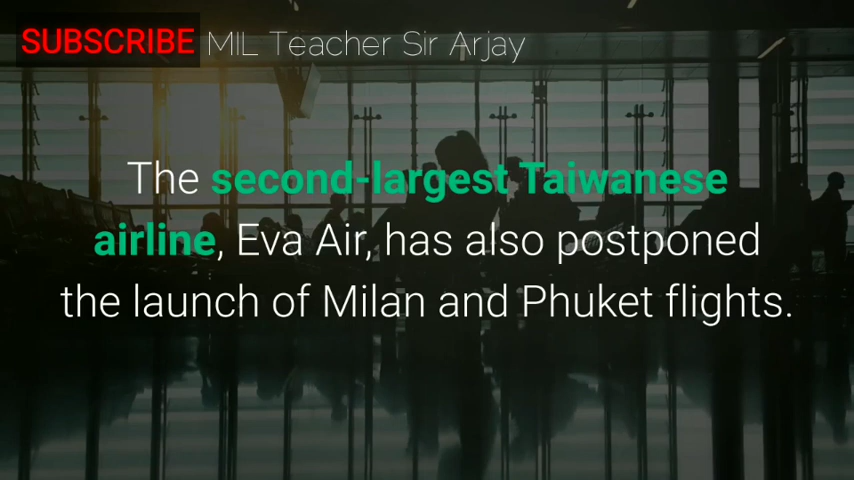 SUBSCRIBE MIL Teacher Sir Arjay
The second-largest Taiwanese
airline, Eva Air, has also postponed
the launch of Milan and Phuket flights.